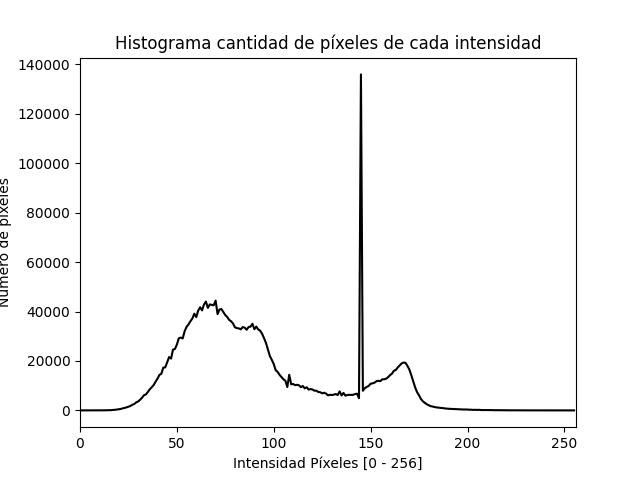 Histograma cantidad de píxeles de cada intensidad
Número de píxeles
140000
120000
100000
80000
60000
40000
20000
0
0 50 100 150 200 250
Intensidad Píxeles [0 - 256]